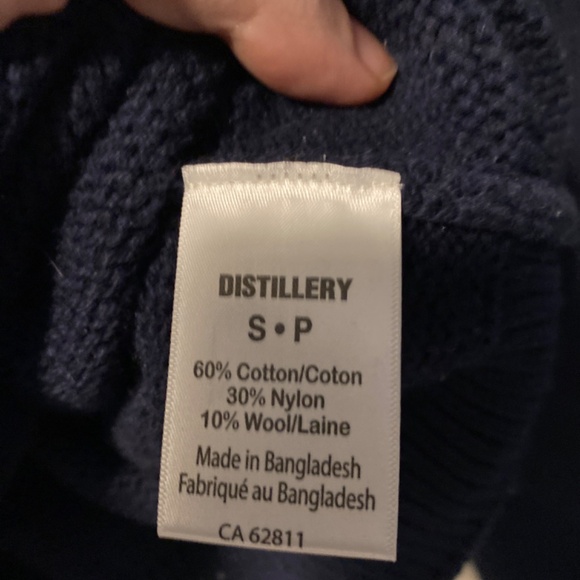 DISTILLERY
S • P
60% Cotton/Coton
30% Nylon
10% Wool/Laine
Made in Bangladesh
Fabriqué au Bangladesh
CA 62811